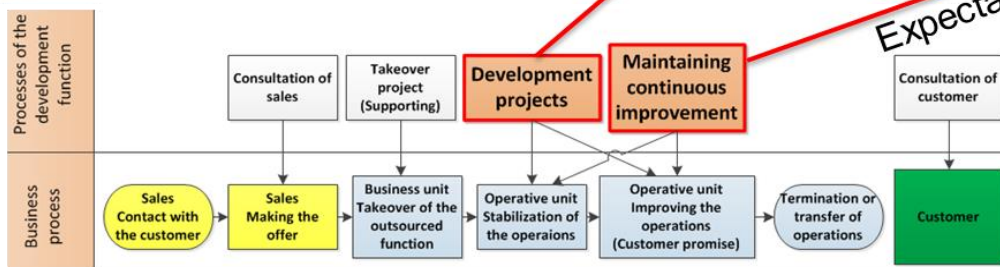 Expecta
Processes of the
development
function
Consultation of
sales
Takeover
project
(Supporting)
Development
projects
Maintaining
continuous
improvement
Consultation of
customer
Business
process
Sales
Contact with
the customer
Sales
Making the
offer
Business unit
Takeover of the
outsourced
function
Operative unit
Stabilization of
the operaions
Operative unit
Improving the
operations
(Customer promise)
Termination or
transfer of
operations
Customer